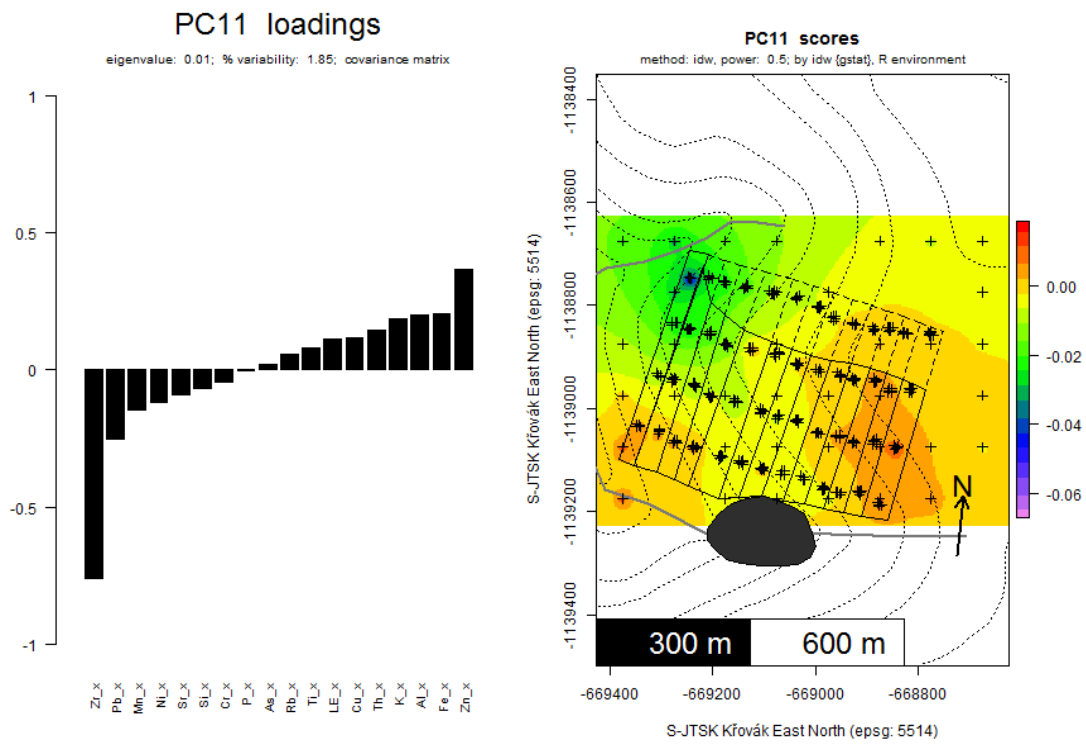 PC11 loadings
eigenvalue: 0.01; % variability: 1.85; covariance matrix
1
0.5
0
-0.5
-1
Zr_x
Pb_x
Mn_x
Ni_x
Sr_x
Si_x
Cr_x
P_x
As_x
Rb_x
Ti_x
LE_x
Cu_x
Th_x
K_x
Al_x
Fe_x
Zn_x
PC11 scores
method: idw, power: 0.5; by idw {gstat}, R environment
S-JTSK Křovák East North (epsg: 5514)
-1138400
-1138600
-1138800
-1139000
-1139200
-1139400
N
300 m
600 m
-669400
-669200
-669000
-668800
S-JTSK Křovák East North (epsg: 5514)
0.00
-0.02
-0.04
-0.06